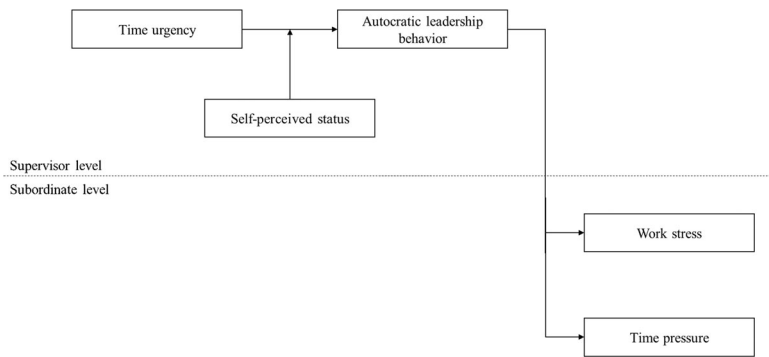 Time urgency
Autocratic leadership
behavior
Self-perceived status
Supervisor level
Subordinate level
Work stress
Time pressure